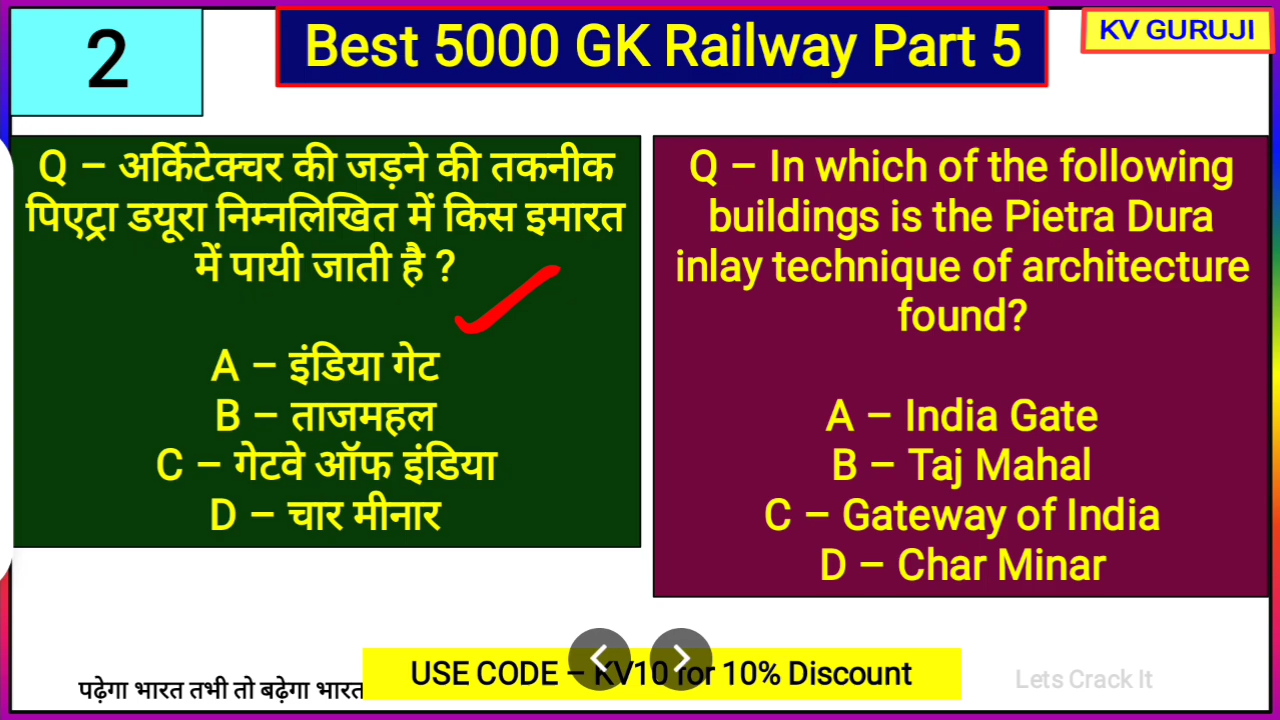 2
Best 5000 GK Railway Part 5
KV GURUJI
Q – अर्किटेक्चर की जड़ने की तकनीक
पिएट्रा डयूरा निम्नलिखित में किस इमारत
में पायी जाती है ?
A – इंडिया गेट
B – ताजमहल
C – गेटवे ऑफ इंडिया
D – चार मीनार
Q – In which of the following
buildings is the Pietra Dura
inlay technique of architecture
found?
A – India Gate
B – Taj Mahal
C – Gateway of India
D – Char Minar
पढ़ेगा भारत तभी तो बढ़ेगा भारत
USE CODE – KV10 for 10% Discount
Lets Crack It